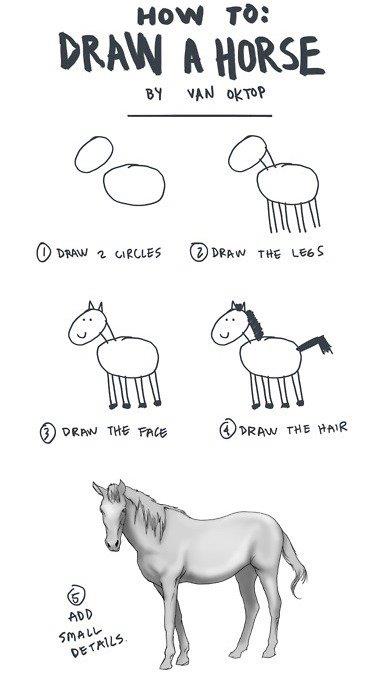 HOW TO:
DRAW A HORSE
BY VAN OKTOP
① DRAW 2 CIRCLES
② DRAW THE LEGS
③ DRAW THE FACE
④ DRAW THE HAIR
⑤
ADD
SMALL
DETAILS.